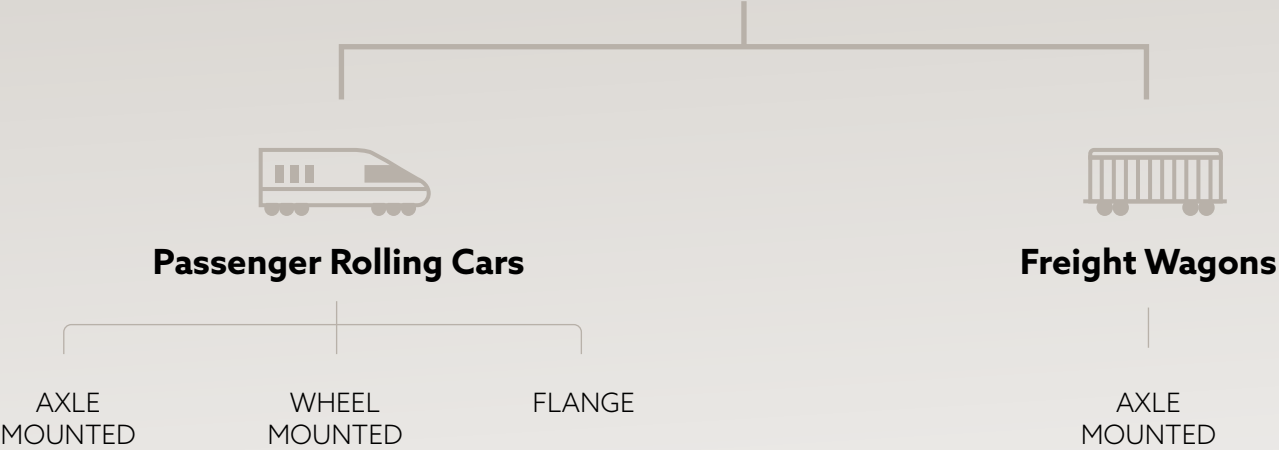 Passenger Rolling Cars
Freight Wagons
AXLE
MOUNTED
WHEEL
MOUNTED
FLANGE
AXLE
MOUNTED